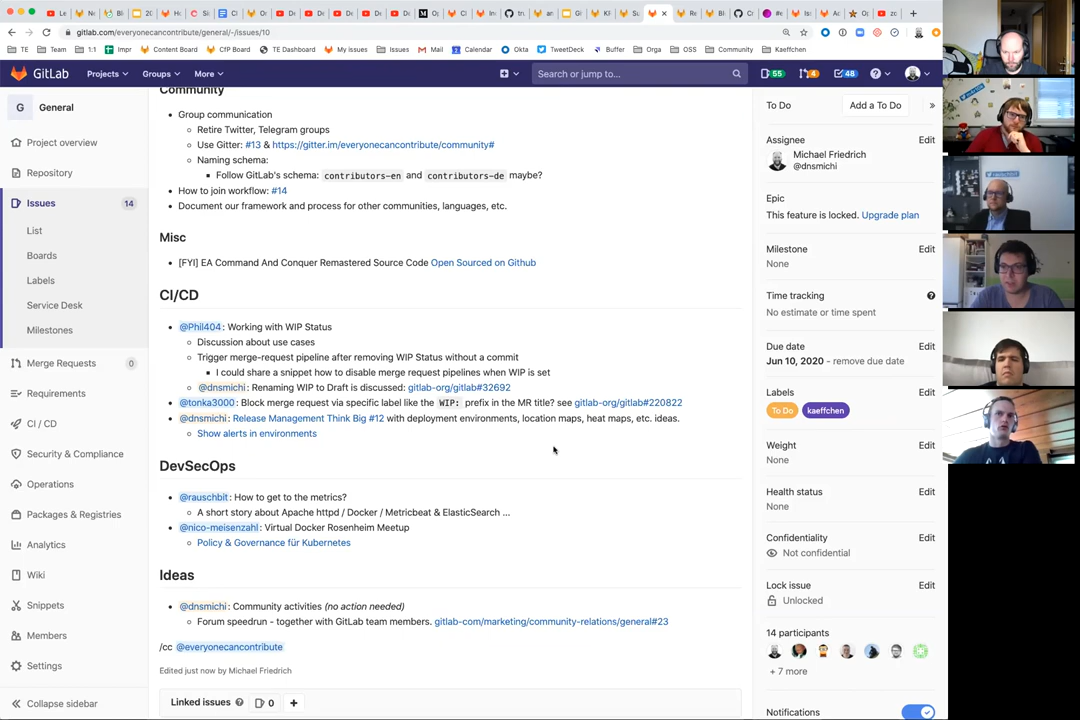 gitlab.com/everyonecancontribute/general/-/issues/10
TE
Team
1:1
Impr
Content Board
CfP Board
TE Dashboard
My Issues
Issues
Mail
Calendar
Okta
TweetDeck
Buffer
Orga
OSS
Community
Kaeffchen
GitLab
Projects
Groups
More
Search or jump to...
55
4
48
G General
Project overview
Repository
Issues 14
List
Boards
Labels
Service Desk
Milestones
Merge Requests 0
Requirements
CI / CD
Security & Compliance
Operations
Packages & Registries
Analytics
Wiki
Snippets
Members
Settings
Collapse sidebar
Community
Group communication
Retire Twitter, Telegram groups
Use Gitter: #13 & https://gitter.im/everyonecancontribute/community#
Naming schema:
Follow GitLab's schema: contributors-en and contributors-de maybe?
How to join workflow: #14
Document our framework and process for other communities, languages, etc.
Misc
[FYI] EA Command And Conquer Remastered Source Code Open Sourced on Github
CI/CD
@Phil404: Working with WIP Status
Discussion about use cases
Trigger merge-request pipeline after removing WIP Status without a commit
I could share a snippet how to disable merge request pipelines when WIP is set
@dnsmichi: Renaming WIP to Draft is discussed: gitlab-org/gitlab#32692
@tonka3000: Block merge request via specific label like the WIP: prefix in the MR title? see gitlab-org/gitlab#220822
@dnsmichi: Release Management Think Big #12 with deployment environments, location maps, heat maps, etc. ideas.
Show alerts in environments
DevSecOps
@rauschbit: How to get to the metrics?
A short story about Apache httpd / Docker / Metricbeat & ElasticSearch ...
@nico-meisenzahl: Virtual Docker Rosenheim Meetup
Policy & Governance für Kubernetes
Ideas
@dnsmichi: Community activities (no action needed)
Forum speedrun - together with GitLab team members. gitlab-com/marketing/community-relations/general#23
/cc @everyonecancontribute
Edited just now by Michael Friedrich
Linked issues
0
To Do
Add a To Do
»
Assignee
Edit
Michael Friedrich
@dnsmichi
Epic
This feature is locked. Upgrade plan
Milestone
Edit
None
Time tracking
No estimate or time spent
Due date
Edit
Jun 10, 2020 - remove due date
Labels
Edit
To Do
kaeffchen
Weight
Edit
None
Health status
Edit
None
Confidentiality
Edit
Not confidential
Lock issue
Edit
Unlocked
14 participants
+ 7 more
Notifications